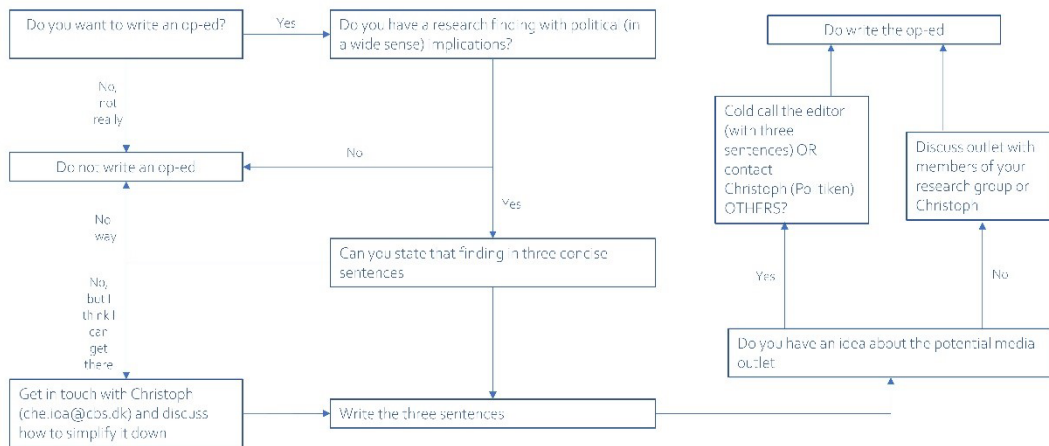 Do you want to write an op-ed?
Yes
Do you have a research finding with political (in
a wide sense) implications?
No,
not
really
Do not write an op-ed
No
Yes
No
way
Can you state that finding in three concise
sentences
No,
but I
think I
can
get
there
Get in touch with Christoph
(che.ioa@cbs.dk) and discuss
how to simplify it down
Write the three sentences
Do write the op-ed
Cold call the editor
(with three
sentences) OR
contact
Christoph (Politiken)
OTHERS?
Discuss outlet with
members of your
research group or
Christoph
Yes
No
Do you have an idea about the potential media
outlet